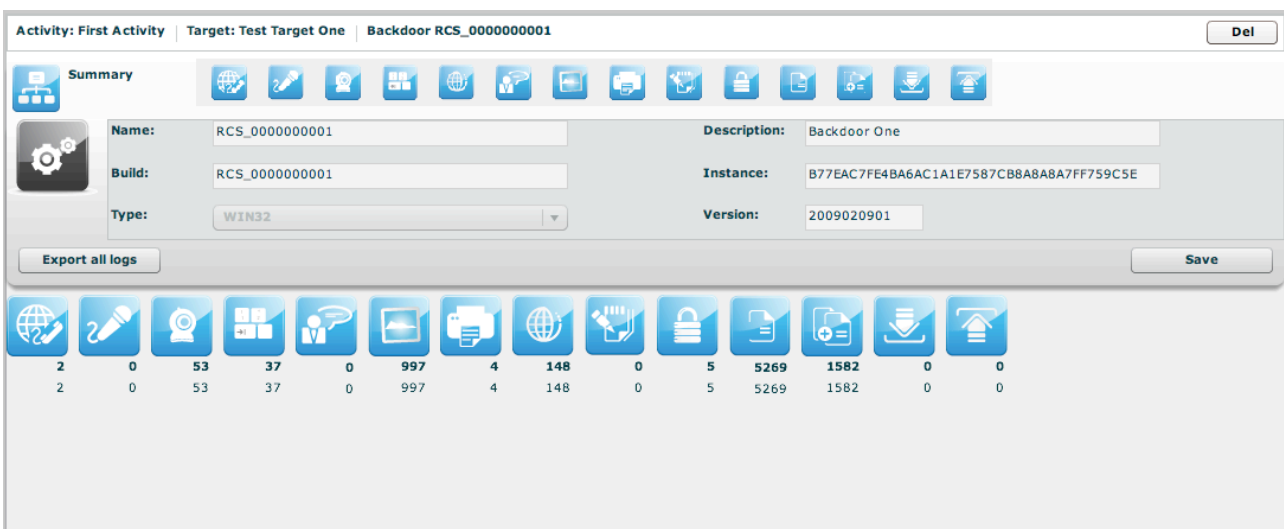 Activity: First Activity | Target: Test Target One | Backdoor RCS_0000000001 Del
Summary
Name: RCS_0000000001 Description: Backdoor One
Build: RCS_0000000001 Instance: B77EAC7FE4BA6AC1A1E7587CB8A8A8A7FF759C5E
Type: WIN32 Version: 2009020901
Export all logs Save
2 0 53 37 0 997 4 148 0 5 5269 1582 0 0
2 0 53 37 0 997 4 148 0 5 5269 1582 0 0